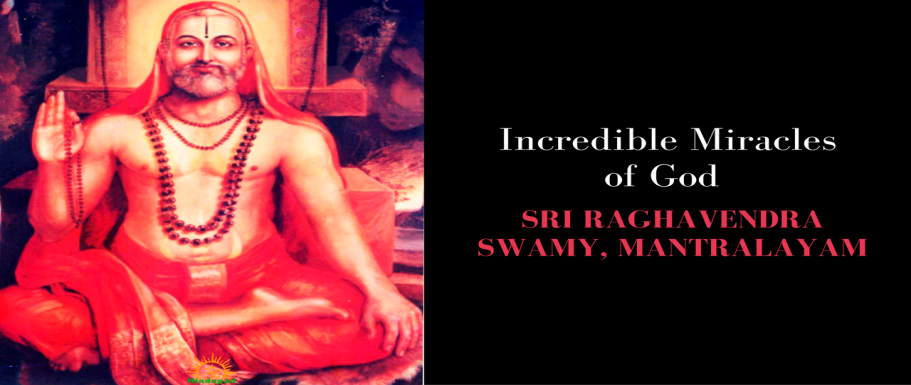 Incredible Miracles
of God
SRI RAGHAVENDRA
SWAMY, MANTRALAYAM